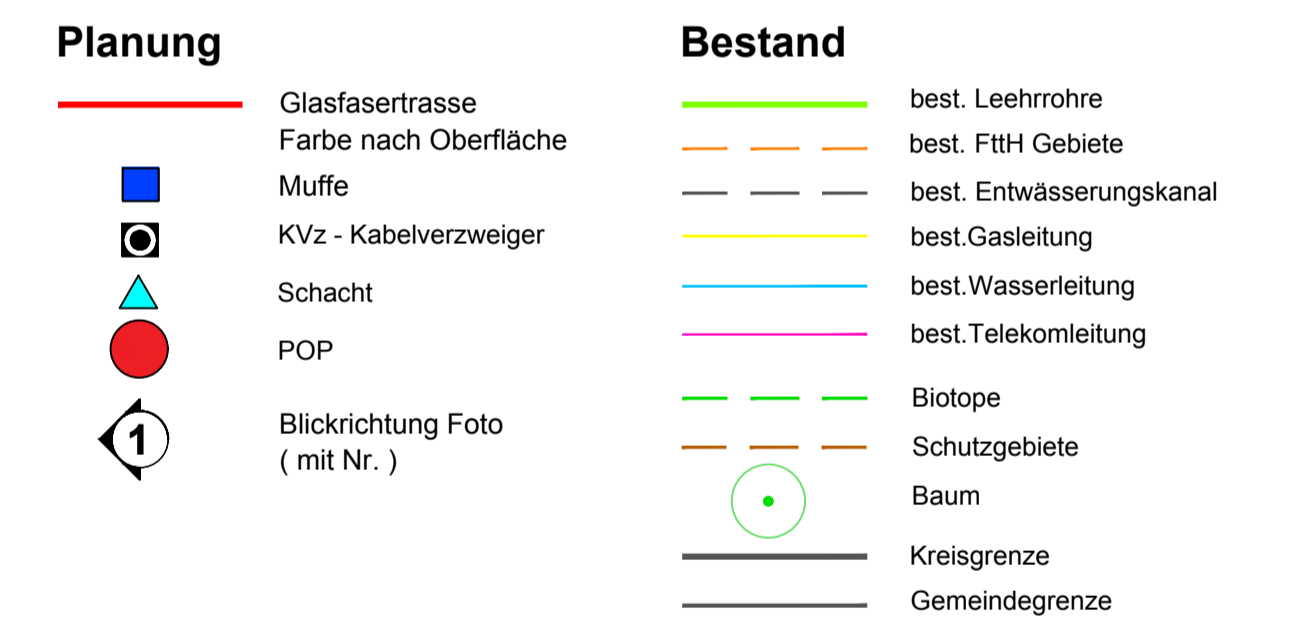 Planung
Glasfasertrasse
Farbe nach Oberfläche
Muffe
KVz - Kabelverzweiger
Schacht
POP
1
Blickrichtung Foto
( mit Nr. )
Bestand
best. Leehrrohre
best. FttH Gebiete
best. Entwässerungskanal
best.Gasleitung
best.Wasserleitung
best.Telekomleitung
Biotope
Schutzgebiete
Baum
Kreisgrenze
Gemeindegrenze